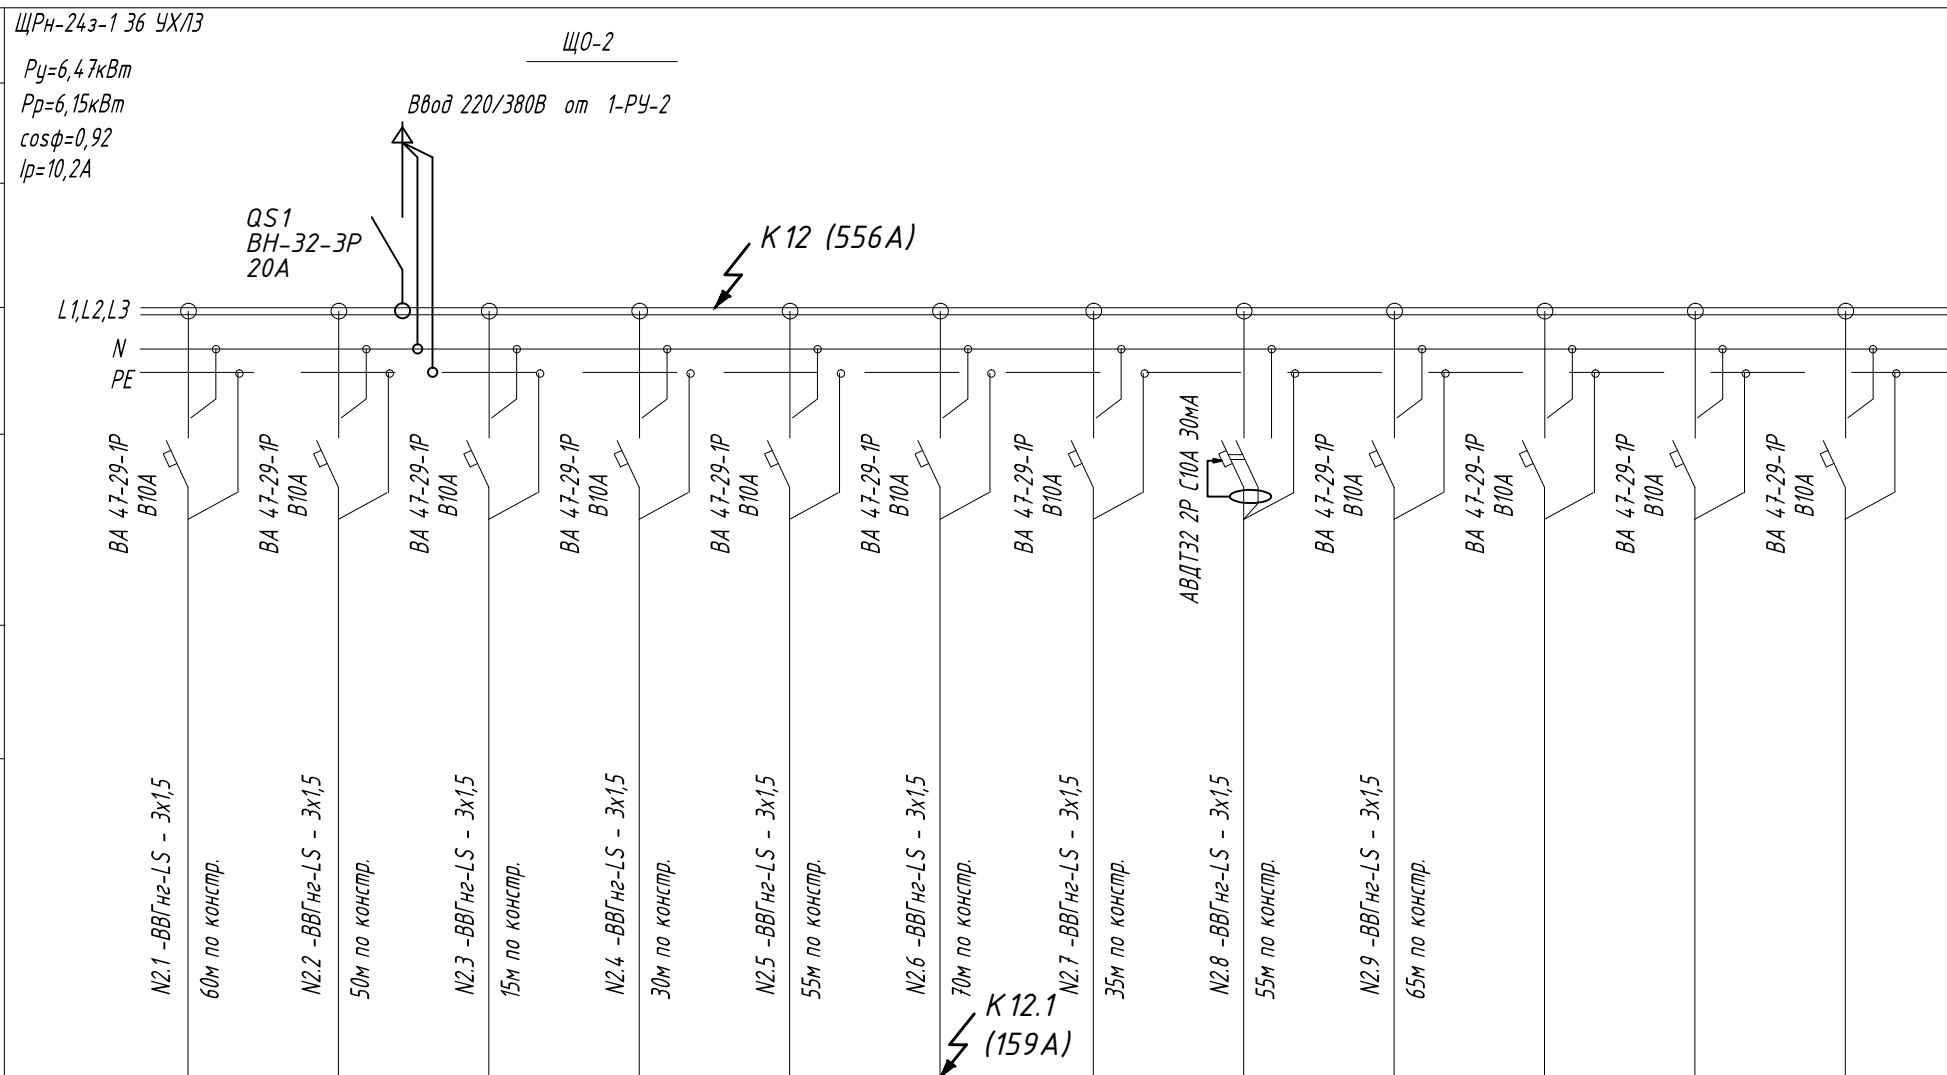 ЩРн-24з-1 36 УХЛ3
ЩО-2
Ру=6,47кВт
Рр=6,15кВт
cosφ=0,92
Iр=10,2А
Ввод 220/380В от 1-РУ-2
QS1
ВН-32-3Р
20А
К12 (556А)
L1,L2,L3
N
PE
ВА 47-29-1Р
В10А
ВА 47-29-1Р
В10А
ВА 47-29-1Р
В10А
ВА 47-29-1Р
В10А
ВА 47-29-1Р
В10А
ВА 47-29-1Р
В10А
ВА 47-29-1Р
В10А
АВДТ32 2Р С10А 30мА
ВА 47-29-1Р
В10А
ВА 47-29-1Р
В10А
ВА 47-29-1Р
В10А
ВА 47-29-1Р
В10А
N2.1 -ВВГнг-LS - 3х1,5
60м по констр.
N2.2 -ВВГнг-LS - 3х1,5
50м по констр.
N2.3 -ВВГнг-LS - 3х1,5
15м по констр.
N2.4 -ВВГнг-LS - 3х1,5
30м по констр.
N2.5 -ВВГнг-LS - 3х1,5
55м по констр.
N2.6 -ВВГнг-LS - 3х1,5
70м по констр.
N2.7 -ВВГнг-LS - 3х1,5
35м по констр.
N2.8 -ВВГнг-LS - 3х1,5
55м по констр.
N2.9 -ВВГнг-LS - 3х1,5
65м по констр.
К12.1
(159А)